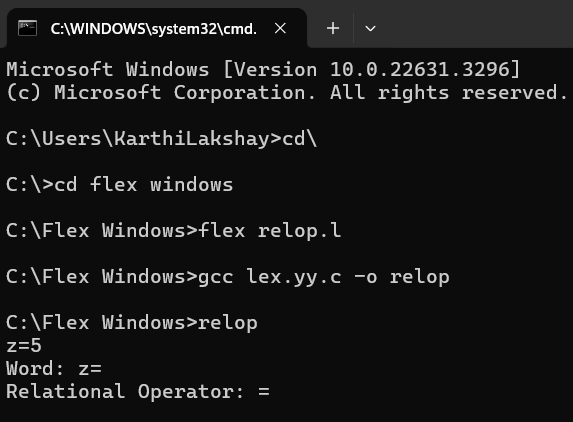 C:\WINDOWS\system32\cmd.
Microsoft Windows [Version 10.0.22631.3296]
(c) Microsoft Corporation. All rights reserved.
C:\Users\KarthiLakshay>cd\
C:\>cd flex windows
C:\Flex Windows>flex relop.l
C:\Flex Windows>gcc lex.yy.c -o relop
C:\Flex Windows>relop
z=5
Word: z=
Relational Operator: =